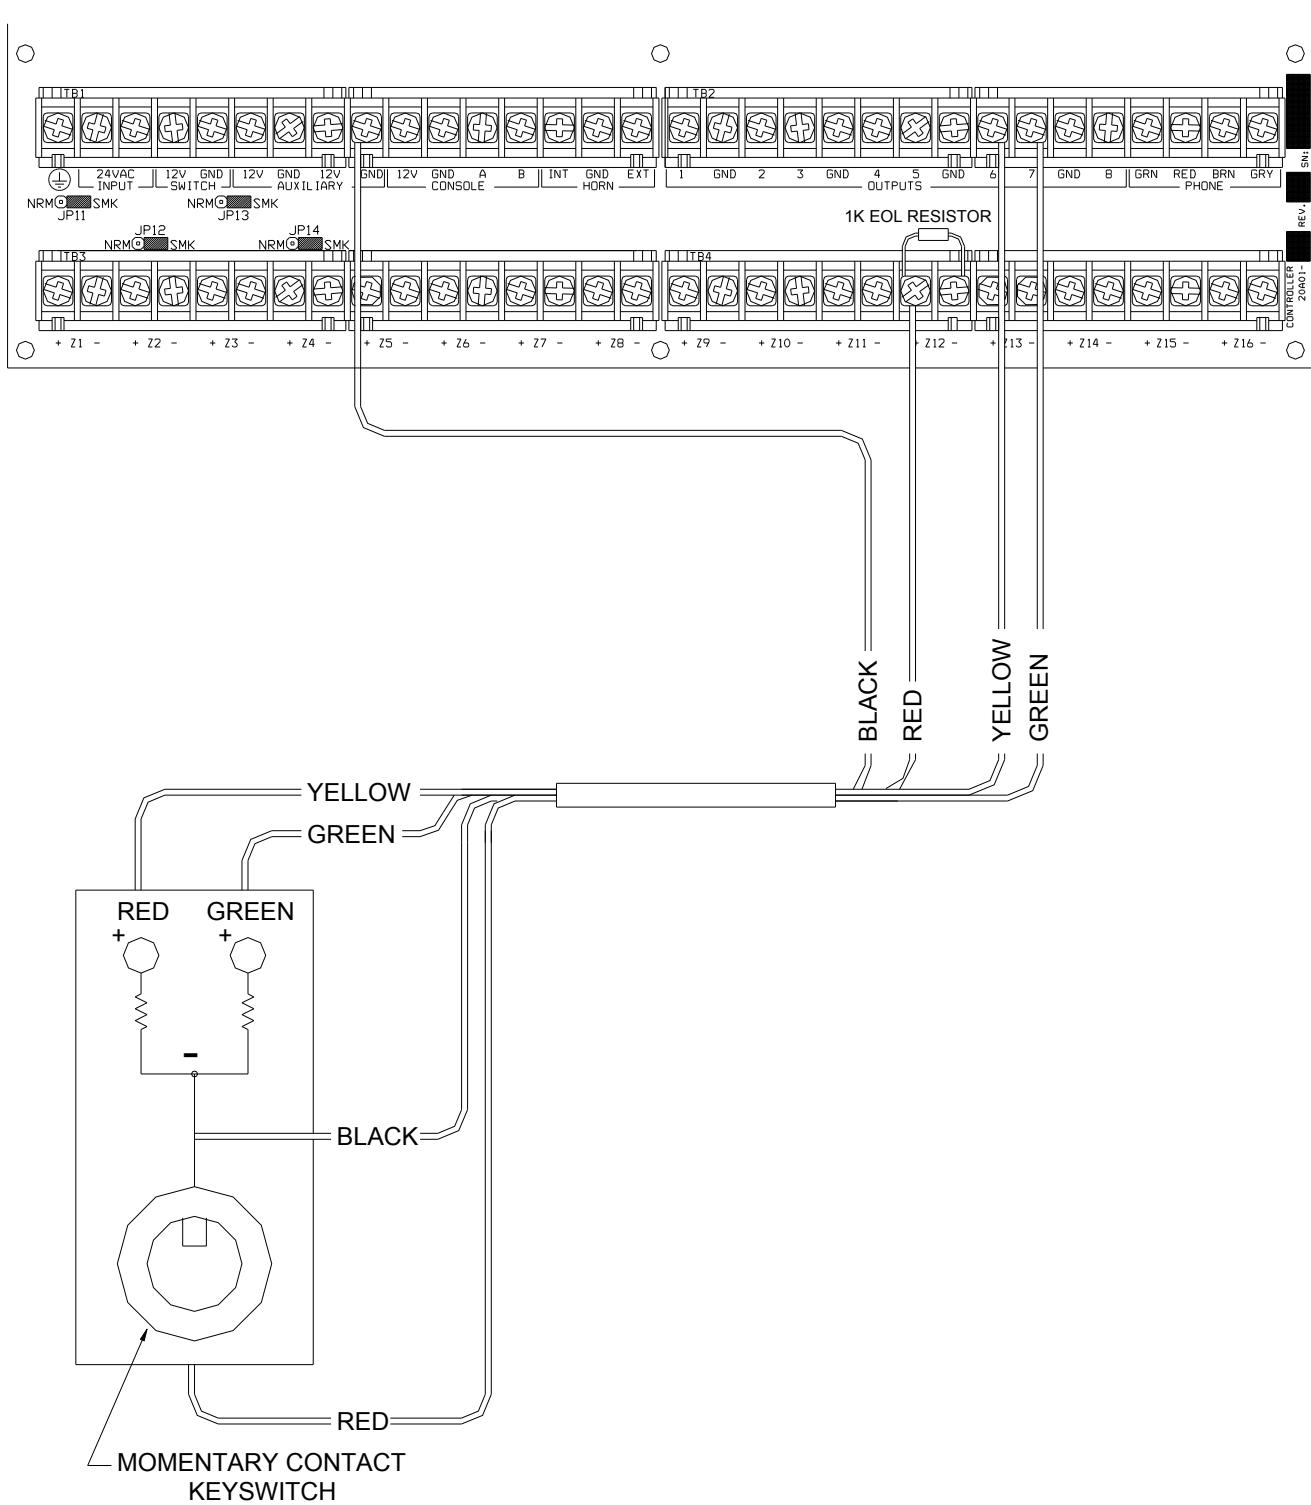 TB1 TB2
24VAC 12V GND 12V GND 12V GND 12V GND A B INT GND EXT 1 GND 2 3 GND 4 5 GND 6 7 GND 8 GRN RED BRN GRY
INPUT SWITCH AUXILIARY CONSOLE HORN OUTPUTS PHONE
SN:
REV.
CONTROLLER
20A01-
NRM SMK NRM SMK
JP11 JP13
1K EOL RESISTOR
JP12 JP14
NRM SMK NRM SMK
TB3 TB4
+ Z1 - + Z2 - + Z3 - + Z4 - + Z5 - + Z6 - + Z7 - + Z8 - + Z9 - + Z10 - + Z11 - + Z12 - + Z13 - + Z14 - + Z15 - + Z16 -
BLACK
RED
YELLOW
GREEN
YELLOW
GREEN
RED GREEN
+ +
-
BLACK
RED
MOMENTARY CONTACT
KEYSWITCH